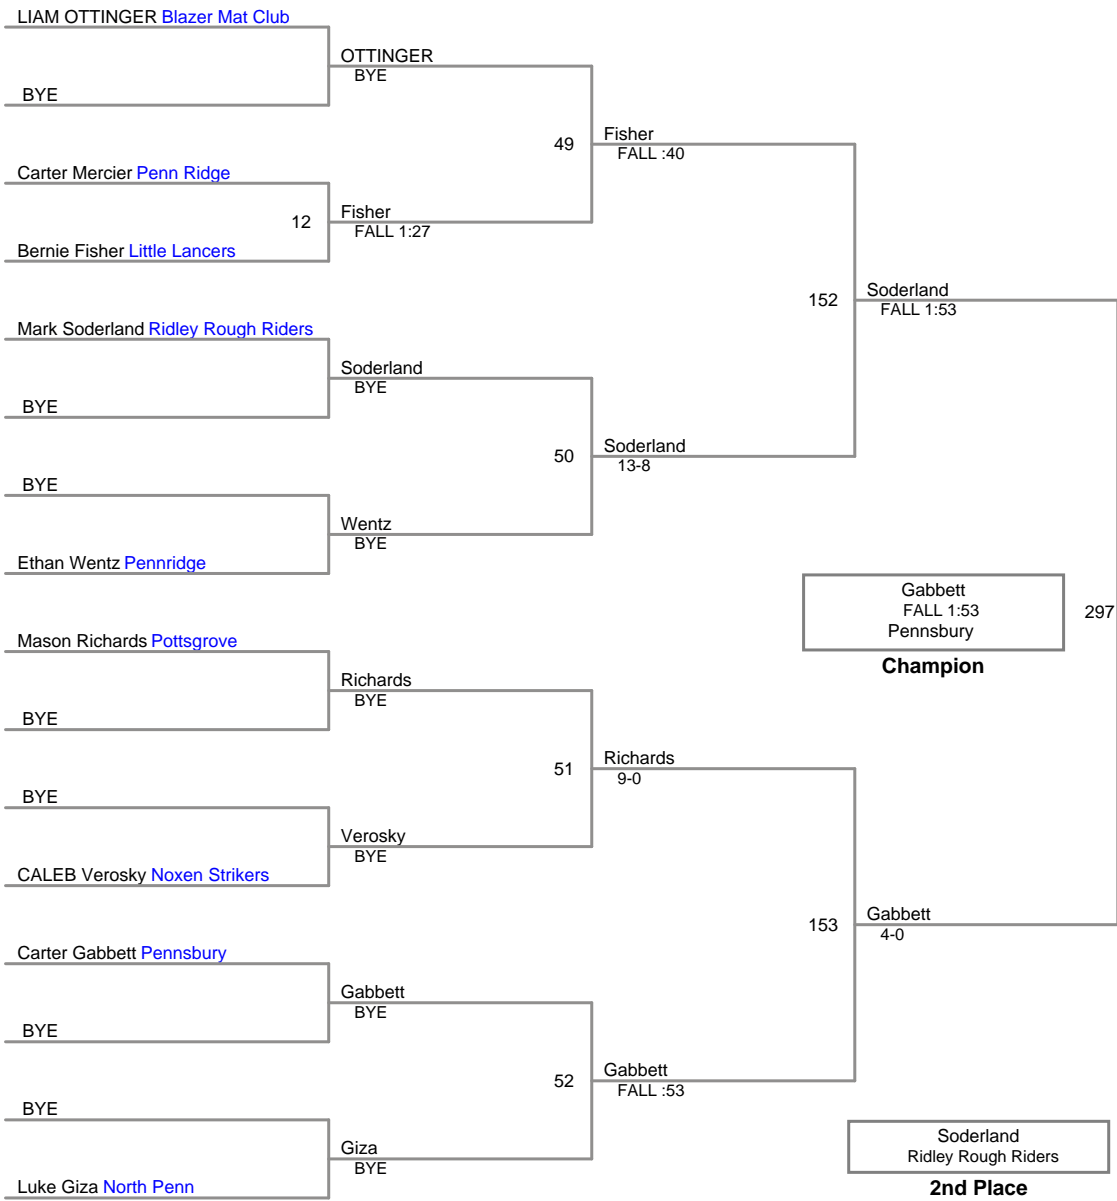 LIAM OTTINGER Blazer Mat Club
OTTINGER
BYE
BYE
49
Fisher
FALL :40
Carter Mercier Penn Ridge
12
Fisher
FALL 1:27
Bernie Fisher Little Lancers
152
Soderland
FALL 1:53
Mark Soderland Ridley Rough Riders
Soderland
BYE
BYE
50
Soderland
13-8
BYE
Wentz
BYE
Ethan Wentz Pennridge
Gabbett
FALL 1:53
Pennsbury
297
Champion
Mason Richards Pottsgrove
Richards
BYE
BYE
51
Richards
9-0
BYE
Verosky
BYE
CALEB Verosky Noxen Strikers
153
Gabbett
4-0
Carter Gabbett Pennsbury
Gabbett
BYE
BYE
52
Gabbett
FALL :53
BYE
Giza
BYE
Luke Giza North Penn
Soderland
Ridley Rough Riders
2nd Place